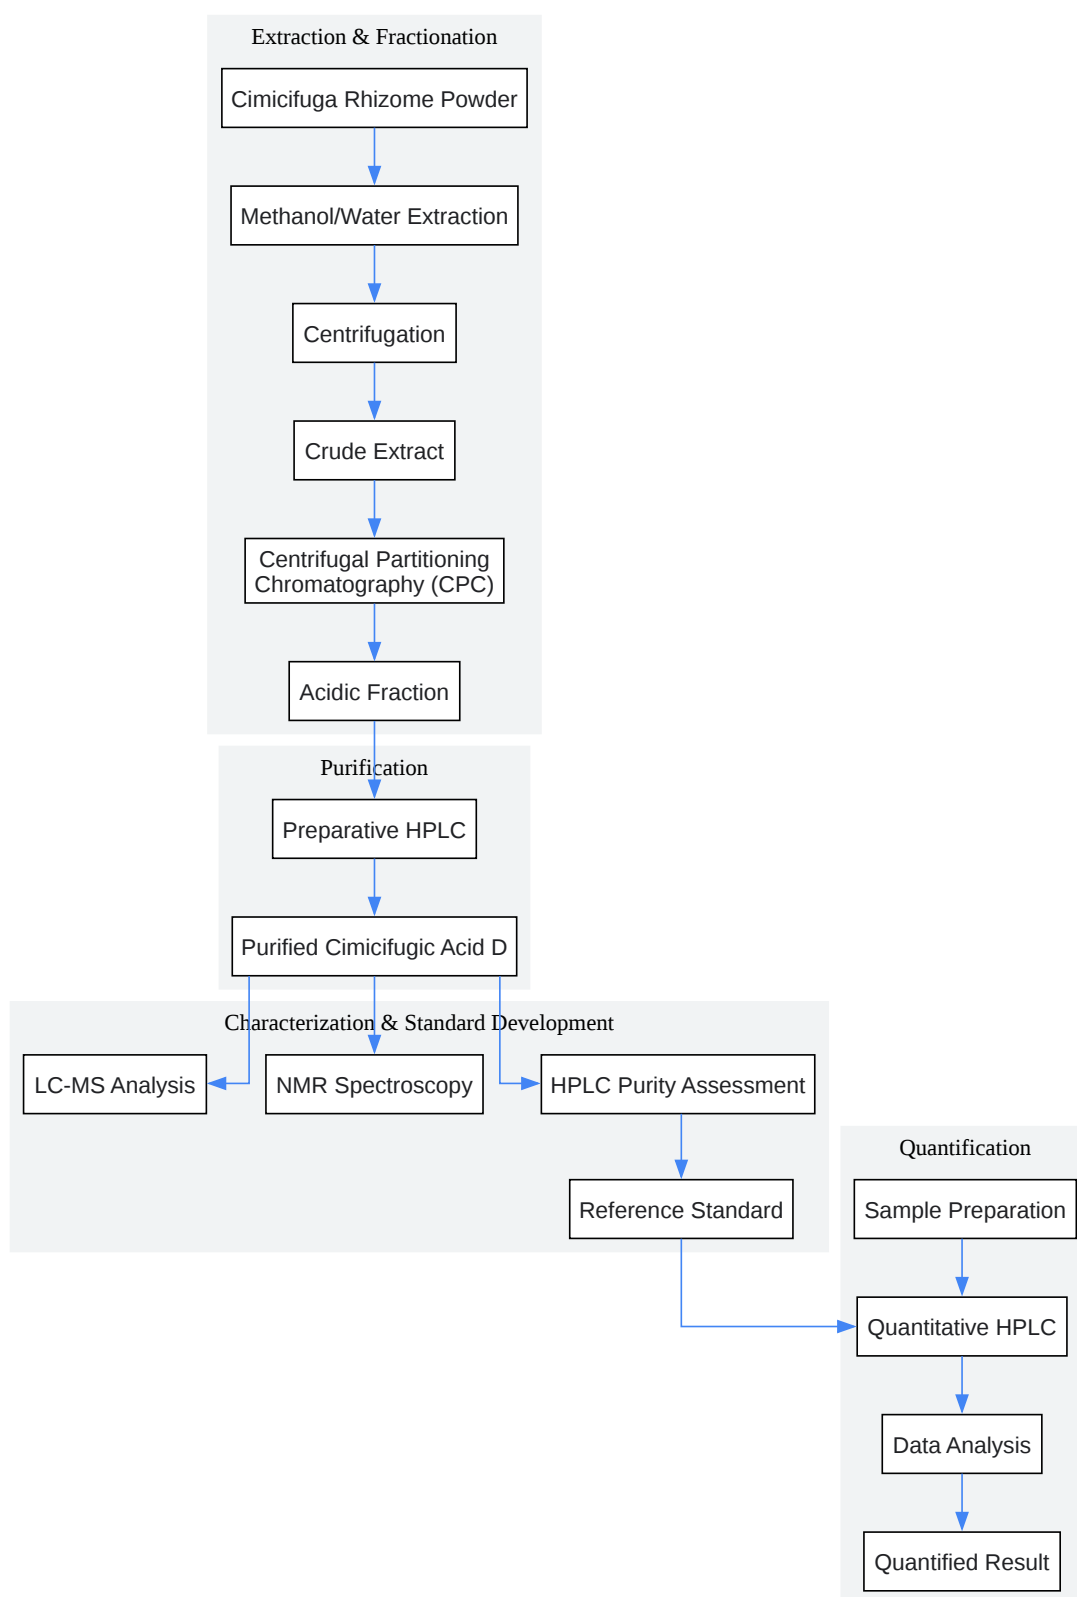 Extraction & Fractionation
Cimicifuga Rhizome Powder
Methanol/Water Extraction
Centrifugation
Crude Extract
Centrifugal Partitioning
Chromatography (CPC)
Acidic Fraction
Purification
Preparative HPLC
Purified Cimicifugic Acid D
Characterization & Standard Development
LC-MS Analysis
NMR Spectroscopy
HPLC Purity Assessment
Reference Standard
Quantification
Sample Preparation
Quantitative HPLC
Data Analysis
Quantified Result